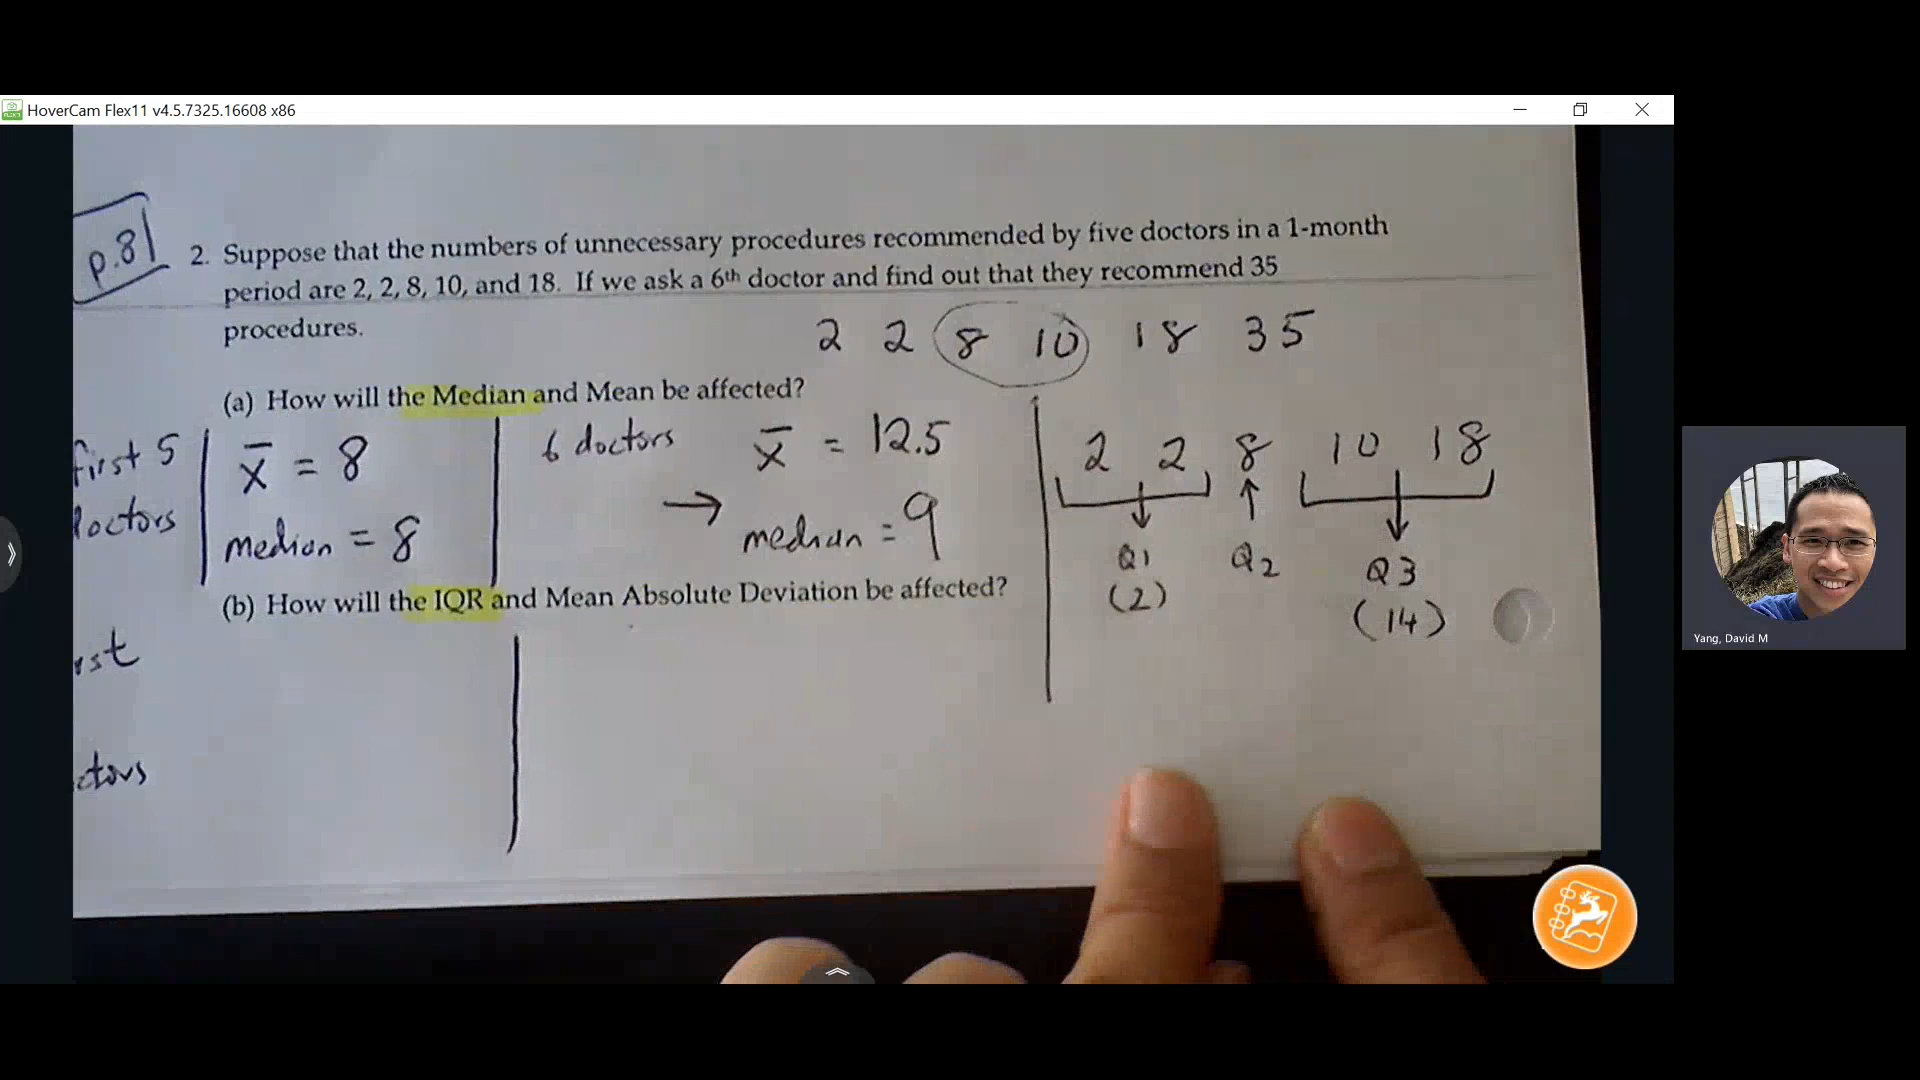 HoverCam Flex11 v4.5.7325.16608 x86
p.81
2. Suppose that the numbers of unnecessary procedures recommended by five doctors in a 1-month
period are 2, 2, 8, 10, and 18. If we ask a 6th doctor and find out that they recommend 35
procedures.
2 2 8 10 18 35
(a) How will the Median and Mean be affected?
first 5
doctors
x̄ = 8
median = 8
6 doctors
x̄ = 12.5
→ median = 9
2 2 8 10 18
Q1 Q2 Q3
(2) (14)
(b) How will the IQR and Mean Absolute Deviation be affected?
rst
ctors
Yang, David M